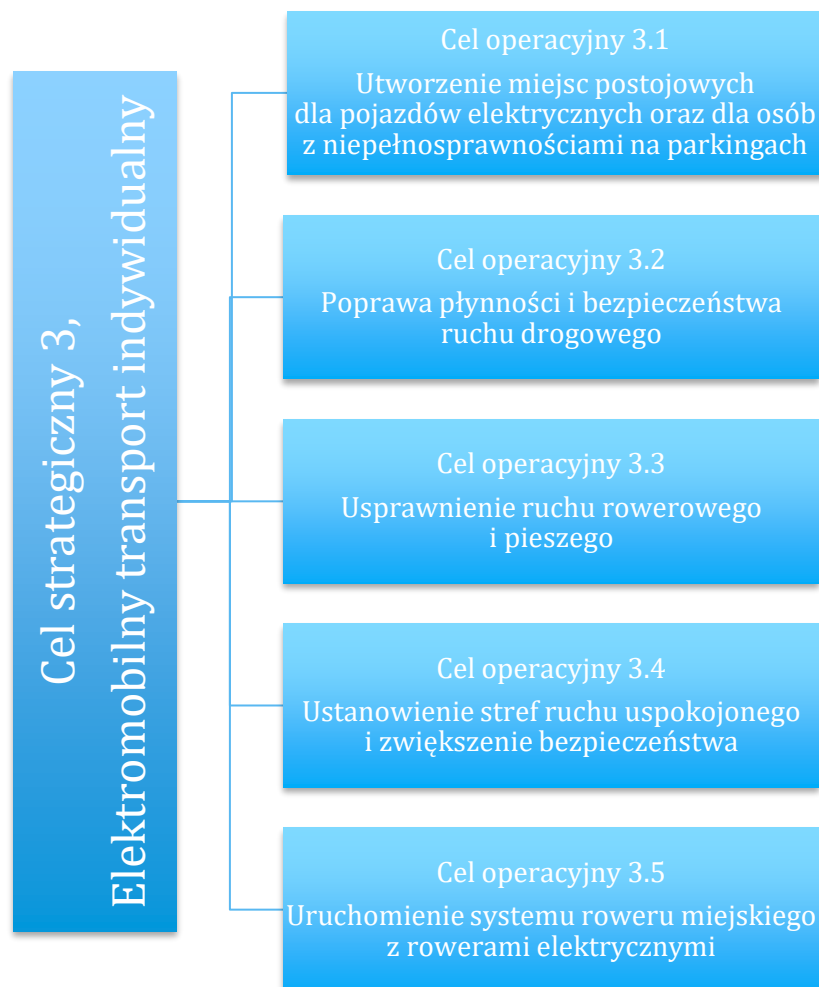 Cel strategiczny 3,
Elektromobilny transport indywidualny
Cel operacyjny 3.1
Utworzenie miejsc postojowych
dla pojazdów elektrycznych oraz dla osób
z niepełnosprawnościami na parkingach
Cel operacyjny 3.2
Poprawa płynności i bezpieczeństwa
ruchu drogowego
Cel operacyjny 3.3
Usprawnienie ruchu rowerowego
i pieszego
Cel operacyjny 3.4
Ustanowienie stref ruchu uspokojonego
i zwiększenie bezpieczeństwa
Cel operacyjny 3.5
Uruchomienie systemu roweru miejskiego
z rowerami elektrycznymi